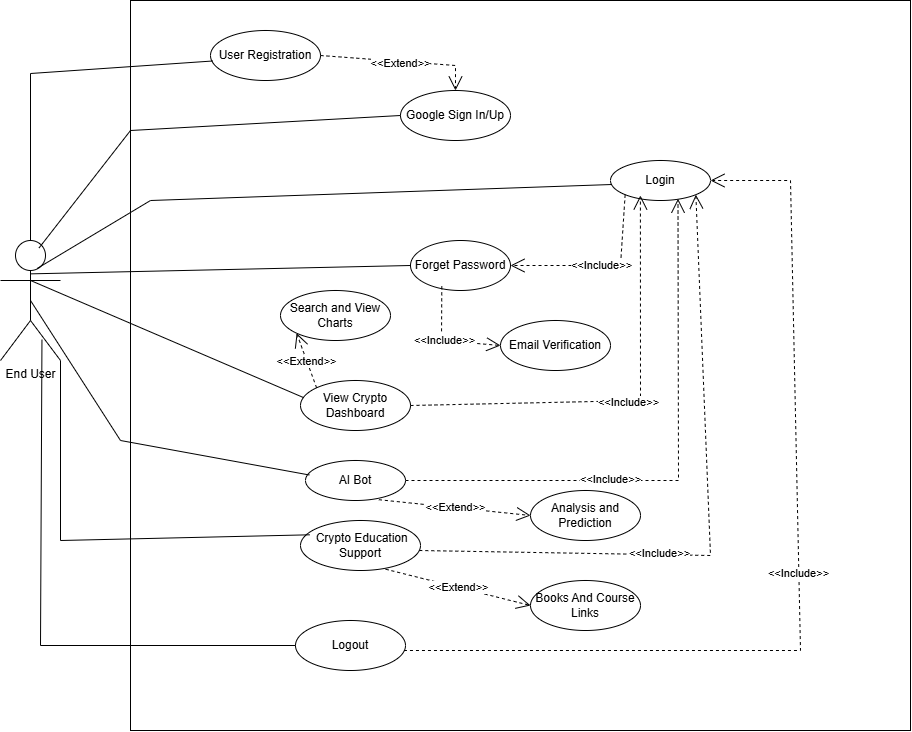 User Registration
<<Extend>>
Google Sign In/Up
Login
Forget Password
<<Include>>
Search and View
Charts
<<Include>>
Email Verification
<<Extend>>
End User
View Crypto
Dashboard
<<Include>>
AI Bot
<<Include>>
<<Extend>>
Analysis and
Prediction
Crypto Education
Support
<<Include>>
<<Include>>
<<Extend>>
Books And Course
Links
Logout